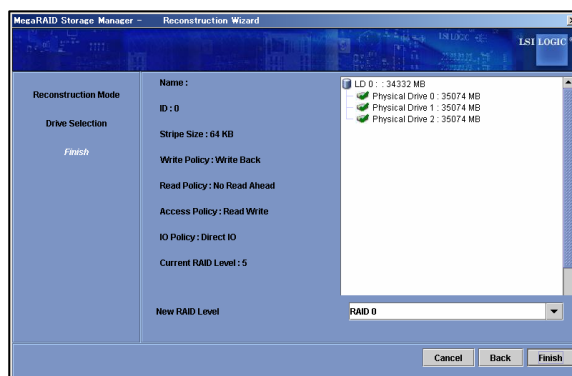 MegaRAID Storage Manager – Reconstruction Wizard
LSI LOGIC
Reconstruction Mode
Drive Selection
Finish
Name :
ID : 0
Stripe Size : 64 KB
Write Policy : Write Back
Read Policy : No Read Ahead
Access Policy : Read Write
IO Policy : Direct IO
Current RAID Level : 5
LD 0 : : 34332 MB
Physical Drive 0 : 35074 MB
Physical Drive 1 : 35074 MB
Physical Drive 2 : 35074 MB
New RAID Level
RAID 0
Cancel
Back
Finish